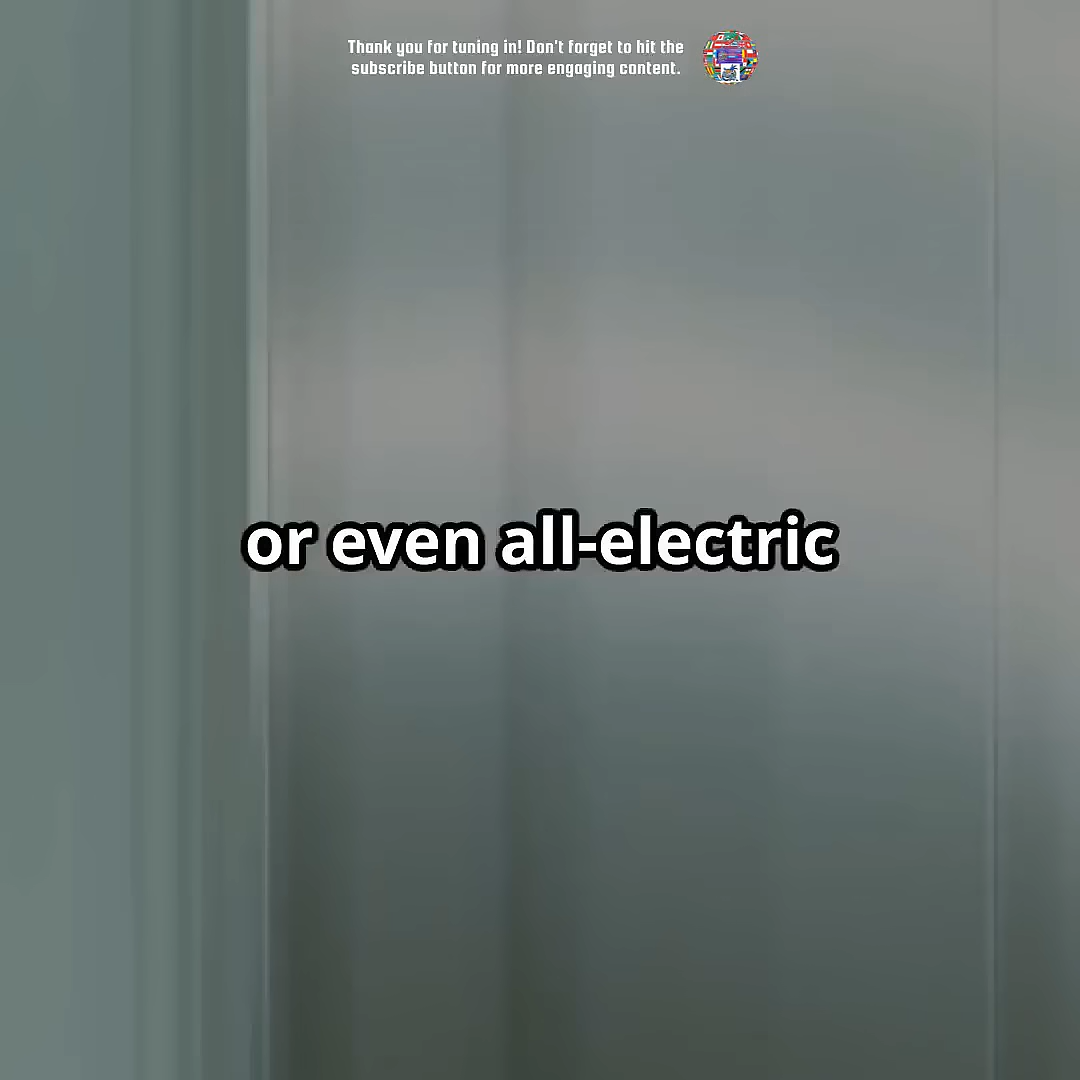 Thank you for tuning in! Don't forget to hit the
subscribe button for more engaging content.
or even all-electric